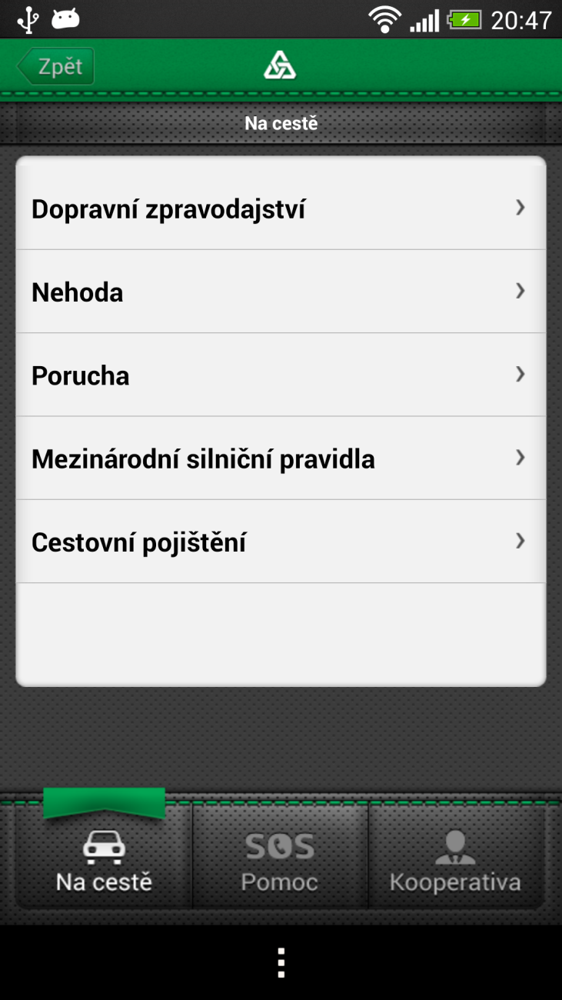 20:47
Zpět
Na cestě
Dopravní zpravodajství
Nehoda
Porucha
Mezinárodní silniční pravidla
Cestovní pojištění
SOS
Na cestě
Pomoc
Kooperativa